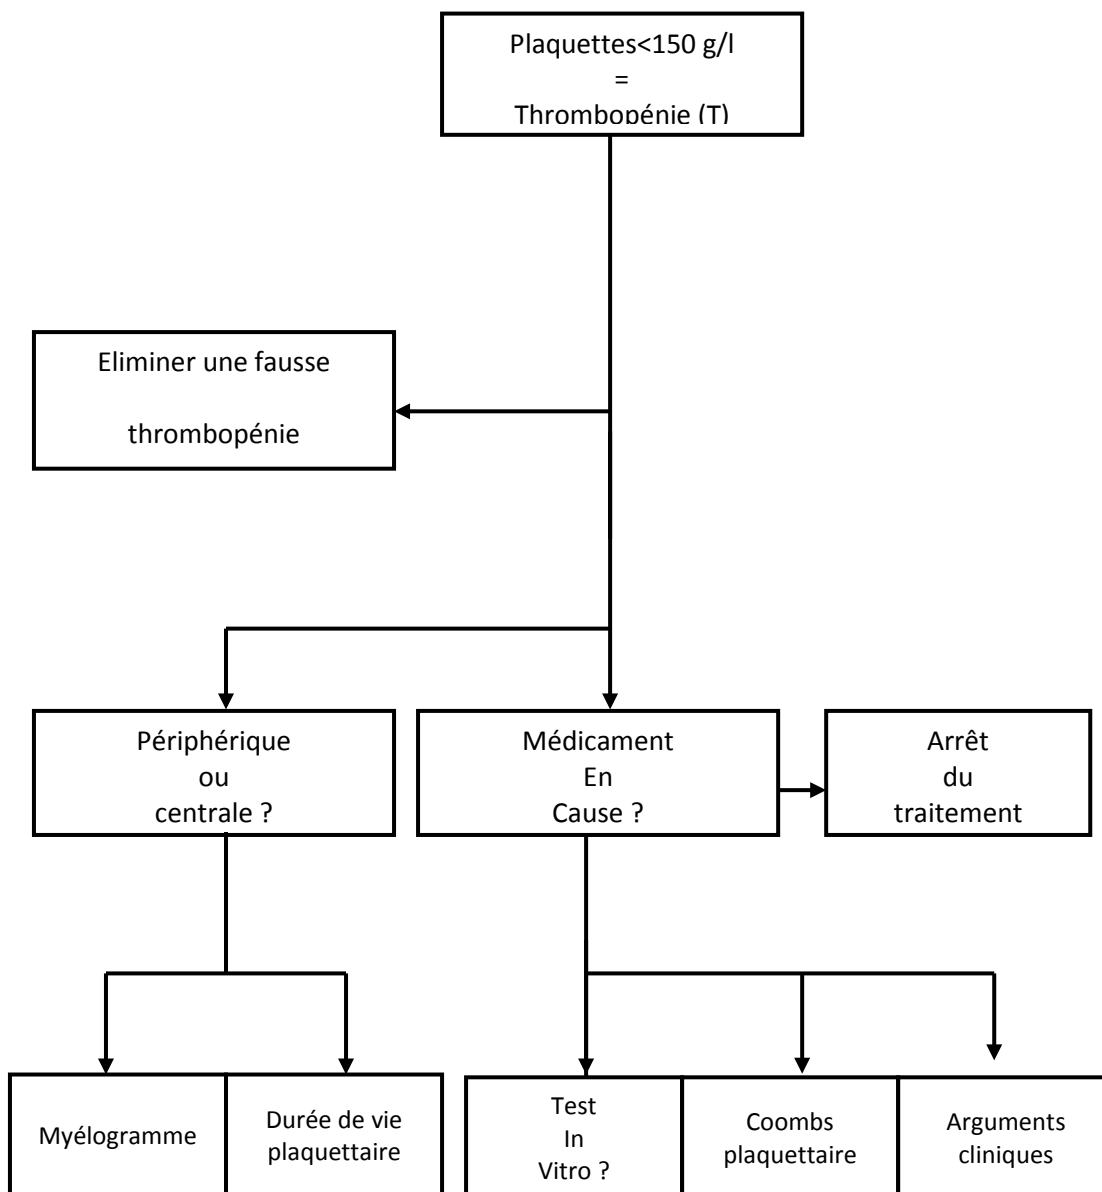 Plaquettes<150 g/l
=
Thrombopénie (T)
Eliminer une fausse
thrombopénie
Périphérique
ou
centrale ?
Médicament
En
Cause ?
Arrêt
du
traitement
Myélogramme
Durée de vie
plaquettaire
Test
In
Vitro ?
Coombs
plaquettaire
Arguments
cliniques